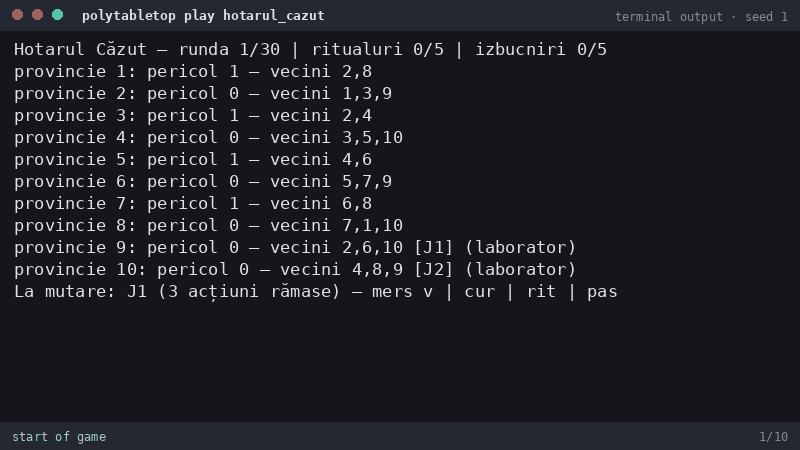 polytabletop play hotarul_cazut
terminal output · seed 1
Hotarul Căzut — runda 1/30 | ritualuri 0/5 | izbucniri 0/5
provincie 1: pericol 1 — vecini 2,8
provincie 2: pericol 0 — vecini 1,3,9
provincie 3: pericol 1 — vecini 2,4
provincie 4: pericol 0 — vecini 3,5,10
provincie 5: pericol 1 — vecini 4,6
provincie 6: pericol 0 — vecini 5,7,9
provincie 7: pericol 1 — vecini 6,8
provincie 8: pericol 0 — vecini 7,1,10
provincie 9: pericol 0 — vecini 2,6,10 [J1] (laborator)
provincie 10: pericol 0 — vecini 4,8,9 [J2] (laborator)
La mutare: J1 (3 acțiuni rămase) — mers v | cur | rit | pas
start of game
1/10